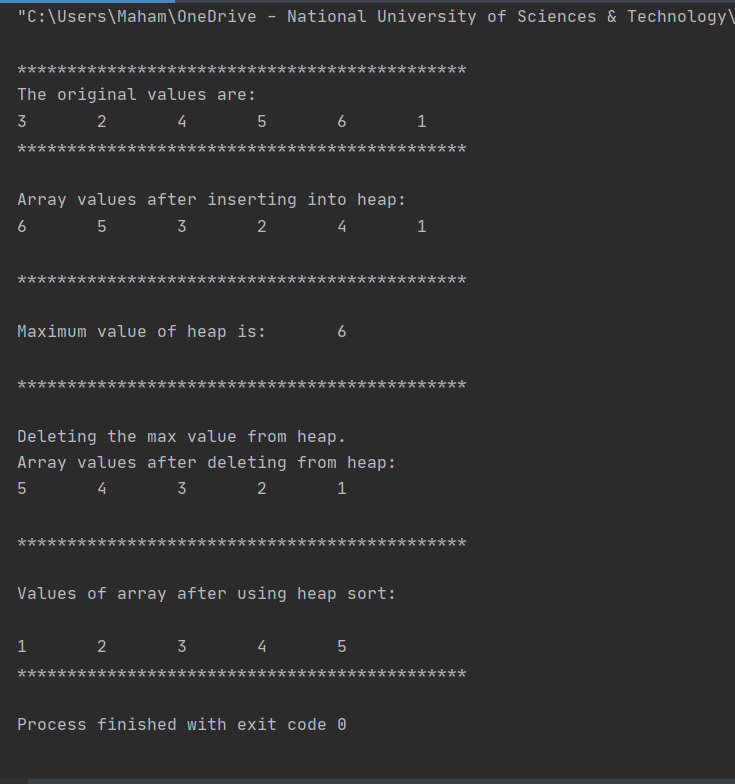 "C:\Users\Maham\OneDrive - National University of Sciences & Technology\
*********************************************
The original values are:
3 2 4 5 6 1
*********************************************
Array values after inserting into heap:
6 5 3 2 4 1
*********************************************
Maximum value of heap is: 6
*********************************************
Deleting the max value from heap.
Array values after deleting from heap:
5 4 3 2 1
*********************************************
Values of array after using heap sort:
1 2 3 4 5
*********************************************
Process finished with exit code 0